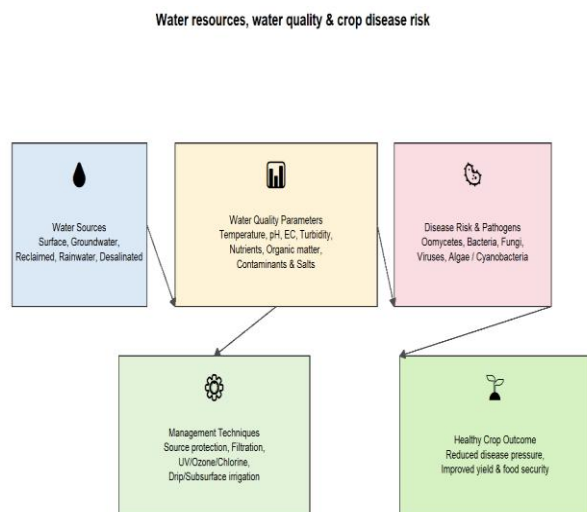 Water resources, water quality & crop disease risk
Water Sources
Surface, Groundwater,
Reclaimed, Rainwater, Desalinated
Water Quality Parameters
Temperature, pH, EC, Turbidity,
Nutrients, Organic matter,
Contaminants & Salts
Disease Risk & Pathogens
Oomycetes, Bacteria, Fungi,
Viruses, Algae / Cyanobacteria
Management Techniques
Source protection, Filtration,
UV/Ozone/Chlorine,
Drip/Subsurface irrigation
Healthy Crop Outcome
Reduced disease pressure,
Improved yield & food security